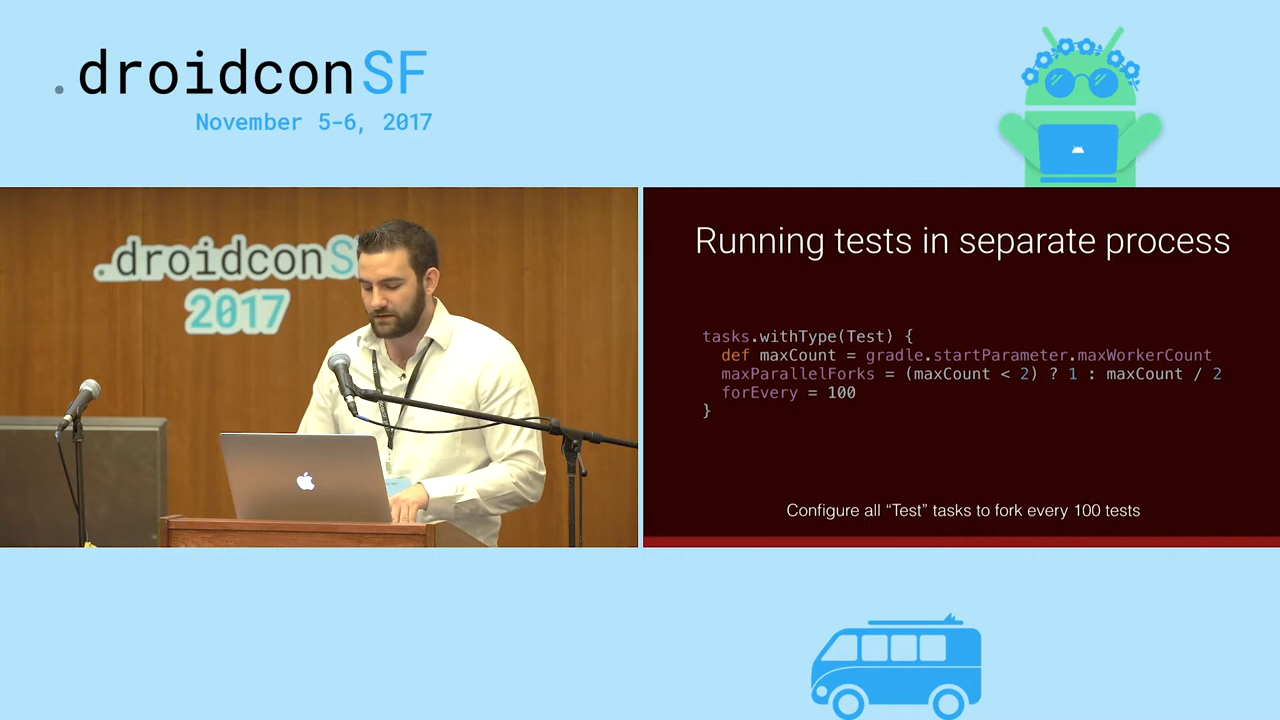 .droidconSF
November 5-6, 2017
.droidconS
2017
Running tests in separate process
tasks.withType(Test) {
def maxCount = gradle.startParameter.maxWorkerCount
maxParallelForks = (maxCount < 2) ? 1 : maxCount / 2
forEvery = 100
}
Configure all “Test” tasks to fork every 100 tests